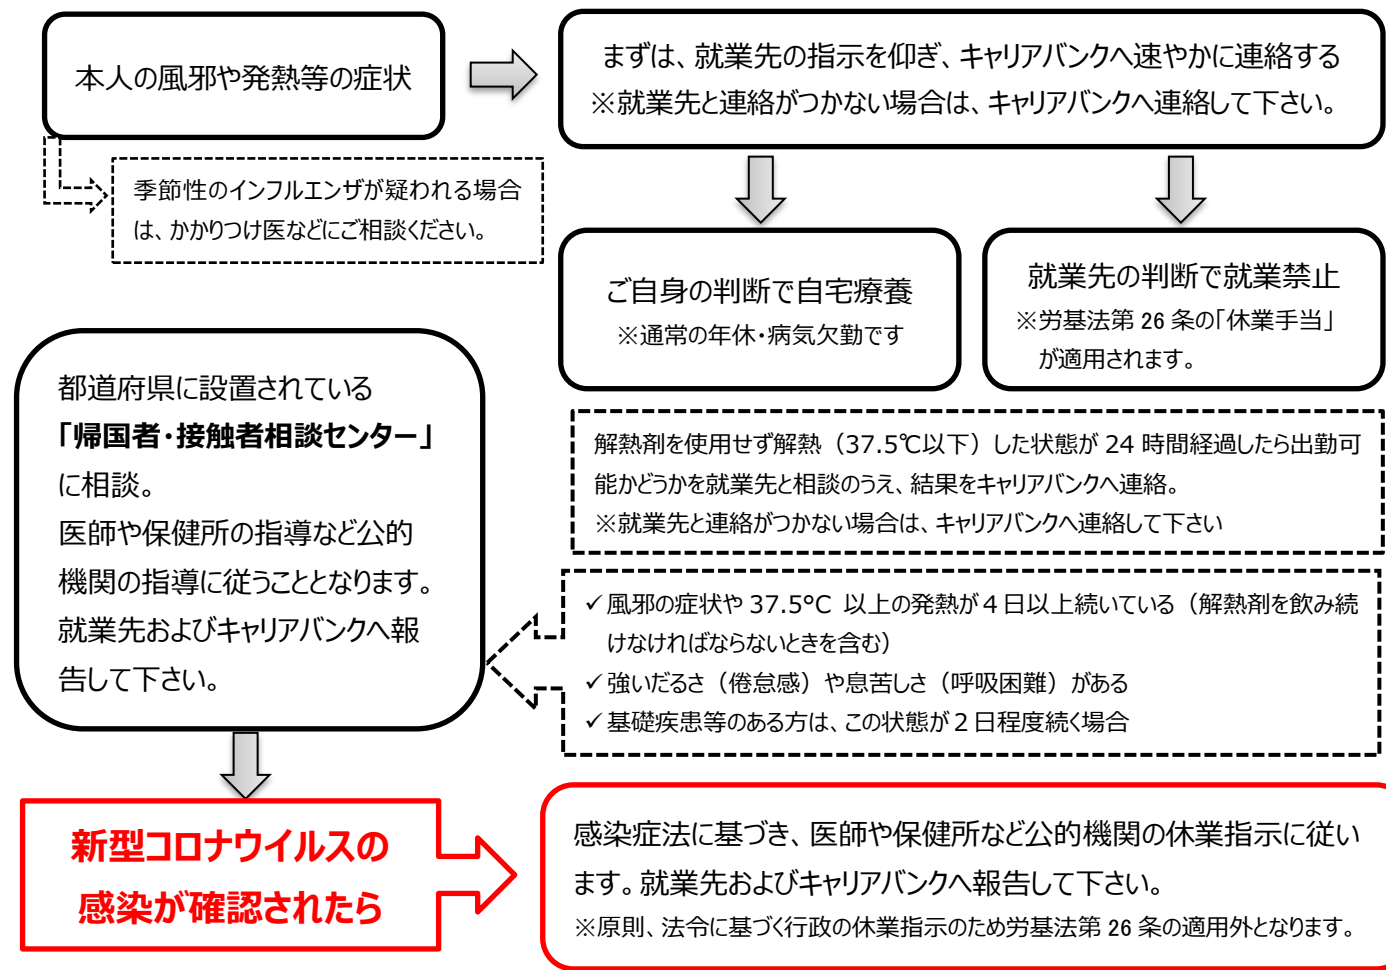 本人の風邪や発熱等の症状
まずは、就業先の指示を仰ぎ、キャリアバンクへ速やかに連絡する
※就業先と連絡がつかない場合は、キャリアバンクへ連絡して下さい。
季節性のインフルエンザが疑われる場合
は、かかりつけ医などにご相談ください。
ご自身の判断で自宅療養
※通常の年休・病気欠勤です
就業先の判断で就業禁止
※労基法第 26 条の「休業手当」
が適用されます。
解熱剤を使用せず解熱（37.5℃以下）した状態が 24 時間経過したら出勤可
能かどうかを就業先と相談のうえ、結果をキャリアバンクへ連絡。
※就業先と連絡がつかない場合は、キャリアバンクへ連絡して下さい
都道府県に設置されている
「帰国者・接触者相談センター」
に相談。
医師や保健所の指導など公的
機関の指導に従うこととなります。
就業先およびキャリアバンクへ報
告して下さい。
✓ 風邪の症状や 37.5°C 以上の発熱が４日以上続いている（解熱剤を飲み続
けなければならないときを含む）
✓ 強いだるさ（倦怠感）や息苦しさ（呼吸困難）がある
✓ 基礎疾患等のある方は、この状態が２日程度続く場合
新型コロナウイルスの
感染が確認されたら
感染症法に基づき、医師や保健所など公的機関の休業指示に従い
ます。就業先およびキャリアバンクへ報告して下さい。
※原則、法令に基づく行政の休業指示のため労基法第 26 条の適用外となります。